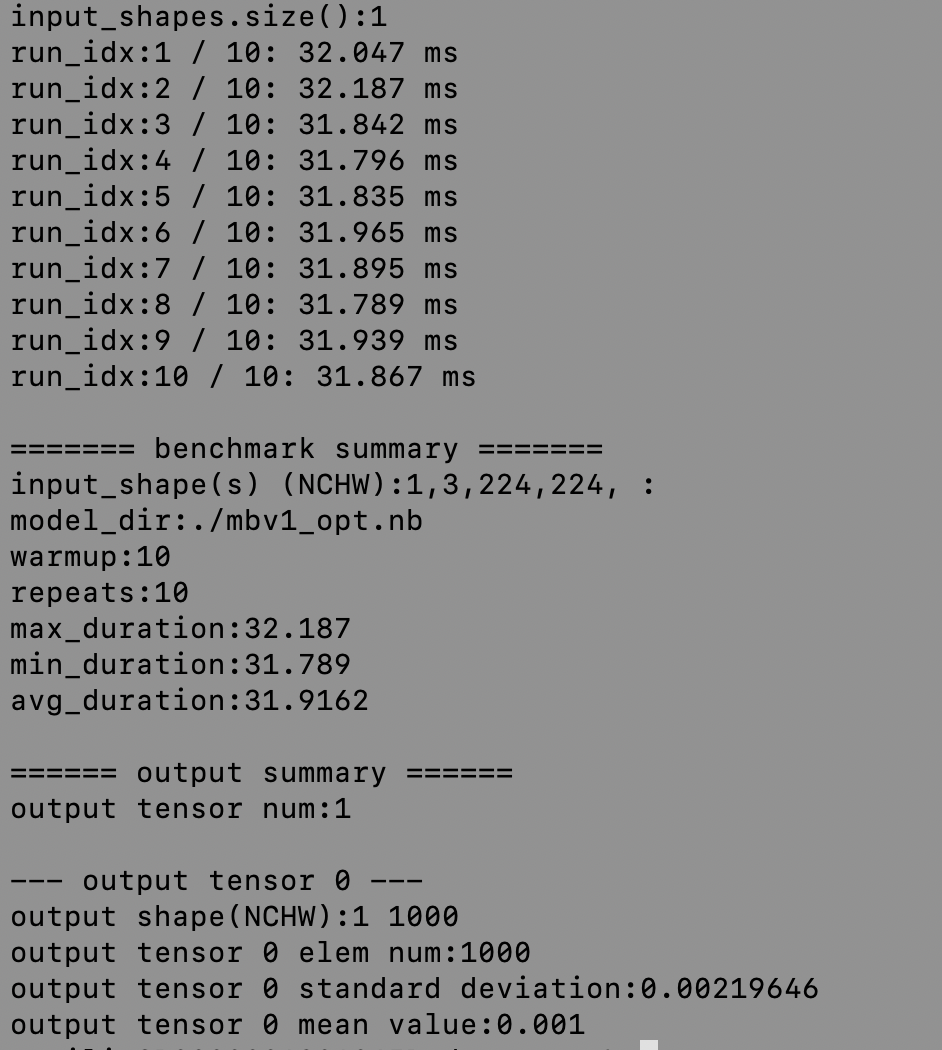 input_shapes.size():1
run_idx:1 / 10: 32.047 ms
run_idx:2 / 10: 32.187 ms
run_idx:3 / 10: 31.842 ms
run_idx:4 / 10: 31.796 ms
run_idx:5 / 10: 31.835 ms
run_idx:6 / 10: 31.965 ms
run_idx:7 / 10: 31.895 ms
run_idx:8 / 10: 31.789 ms
run_idx:9 / 10: 31.939 ms
run_idx:10 / 10: 31.867 ms
======= benchmark summary =======
input_shape(s) (NCHW):1,3,224,224, :
model_dir:./mbv1_opt.nb
warmup:10
repeats:10
max_duration:32.187
min_duration:31.789
avg_duration:31.9162
====== output summary ======
output tensor num:1
--- output tensor 0 ---
output shape(NCHW):1 1000
output tensor 0 elem num:1000
output tensor 0 standard deviation:0.00219646
output tensor 0 mean value:0.001